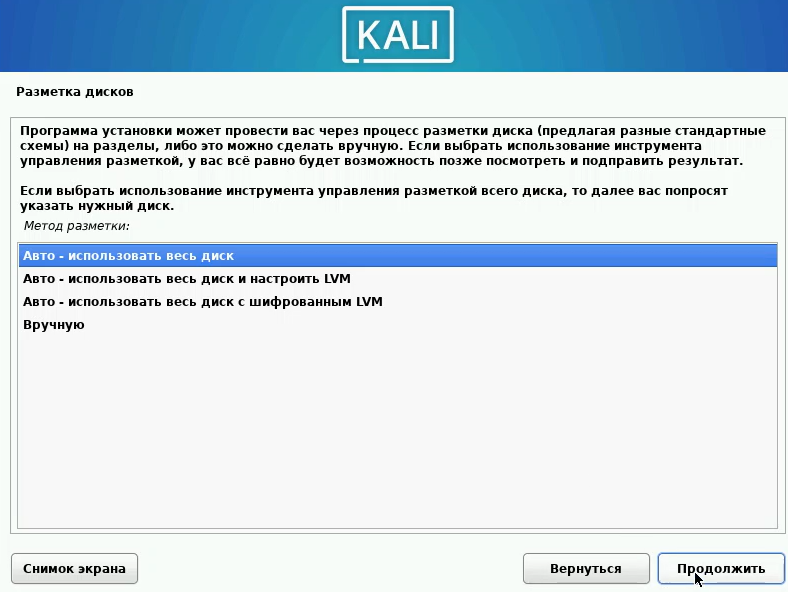 KALI
Разметка дисков
Программа установки может провести вас через процесс разметки диска (предлагая разные стандартные
схемы) на разделы, либо это можно сделать вручную. Если выбрать использование инструмента
управления разметкой, у вас всё равно будет возможность позже посмотреть и подправить результат.
Если выбрать использование инструмента управления разметкой всего диска, то далее вас попросят
указать нужный диск.
Метод разметки:
Авто - использовать весь диск
Авто - использовать весь диск и настроить LVM
Авто - использовать весь диск с шифрованным LVM
Вручную
Снимок экрана
Вернуться
Продолжить